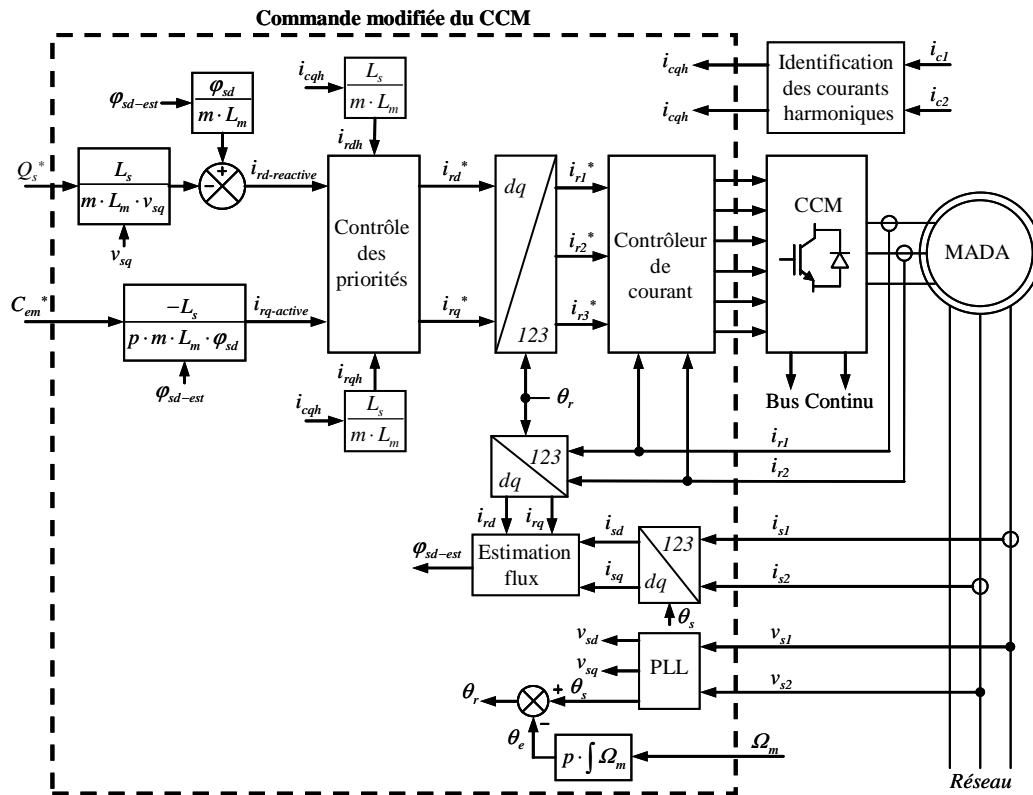 Commande modifiée du CCM
i_cqh
L_s
m · L_m
i_rdh
φ_sd-est
φ_sd
m · L_m
i_cqh
i_cqh
Identification
des courants
harmoniques
i_c1
i_c2
Q_s*
L_s
m · L_m · v_sq
v_sq
+
-
i_rd-reactive
C_em*
-L_s
p · m · L_m · φ_sd
φ_sd-est
i_rq-active
Contrôle
des
priorités
i_rqh
i_cqh
L_s
m · L_m
i_rd*
i_rq*
dq
123
i_r1*
i_r2*
i_r3*
Contrôleur
de
courant
CCM
Bus Continu
MADA
θ_r
123
dq
i_r1
i_r2
i_rd
i_rq
φ_sd-est
Estimation
flux
i_sd
i_sq
123
dq
i_s1
i_s2
θ_s
v_sd
v_sq
PLL
v_s1
v_s2
θ_r
+
θ_s
-
θ_e
p · ∫ Ω_m
Ω_m
Réseau